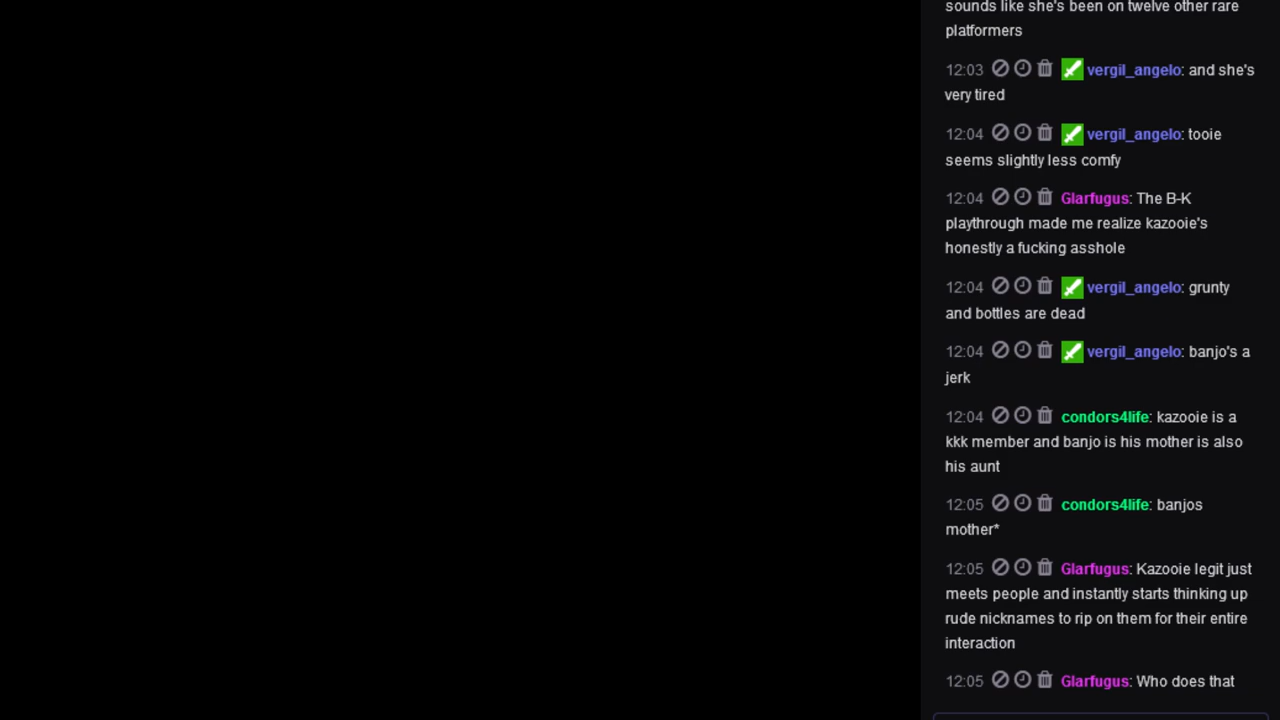 sounds like she's been on twelve other rare
platformers
12:03 vergil_angelo: and she's
very tired
12:04 vergil_angelo: tooie
seems slightly less comfy
12:04 Glarfugus: The B-K
playthrough made me realize kazooie's
honestly a fucking asshole
12:04 vergil_angelo: grunty
and bottles are dead
12:04 vergil_angelo: banjo's a
jerk
12:04 condors4life: kazooie is a
kkk member and banjo is his mother is also
his aunt
12:05 condors4life: banjos
mother*
12:05 Glarfugus: Kazooie legit just
meets people and instantly starts thinking up
rude nicknames to rip on them for their entire
interaction
12:05 Glarfugus: Who does that